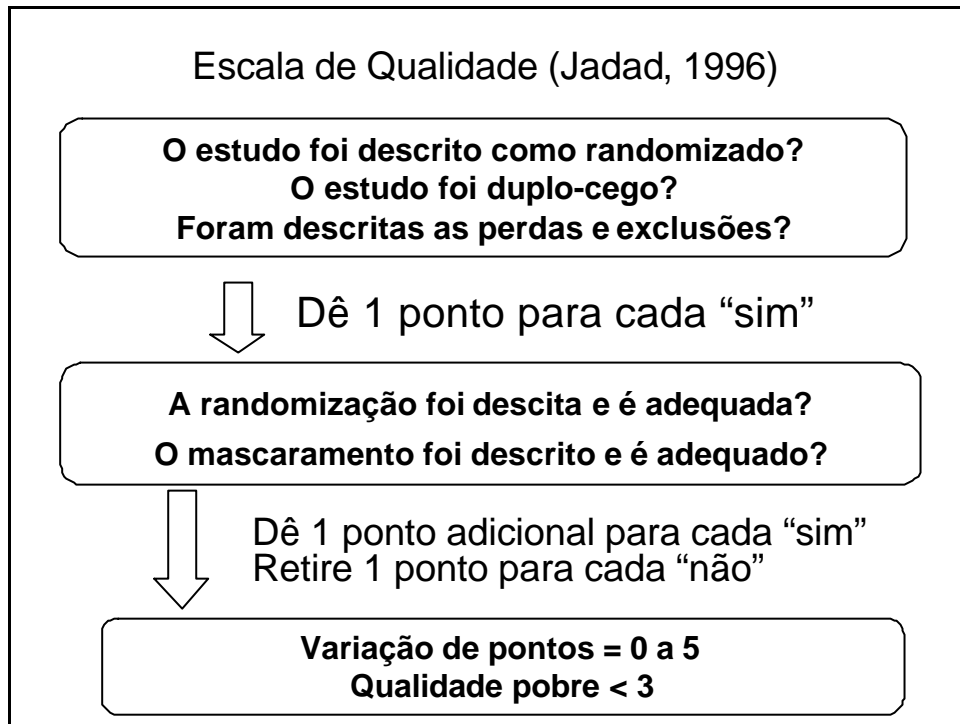 Escala de Qualidade (Jadad, 1996)
O estudo foi descrito como randomizado?
O estudo foi duplo-cego?
Foram descritas as perdas e exclusões?
Dê 1 ponto para cada “sim”
A randomização foi descita e é adequada?
O mascaramento foi descrito e é adequado?
Dê 1 ponto adicional para cada “sim”
Retire 1 ponto para cada “não”
Variação de pontos = 0 a 5
Qualidade pobre < 3